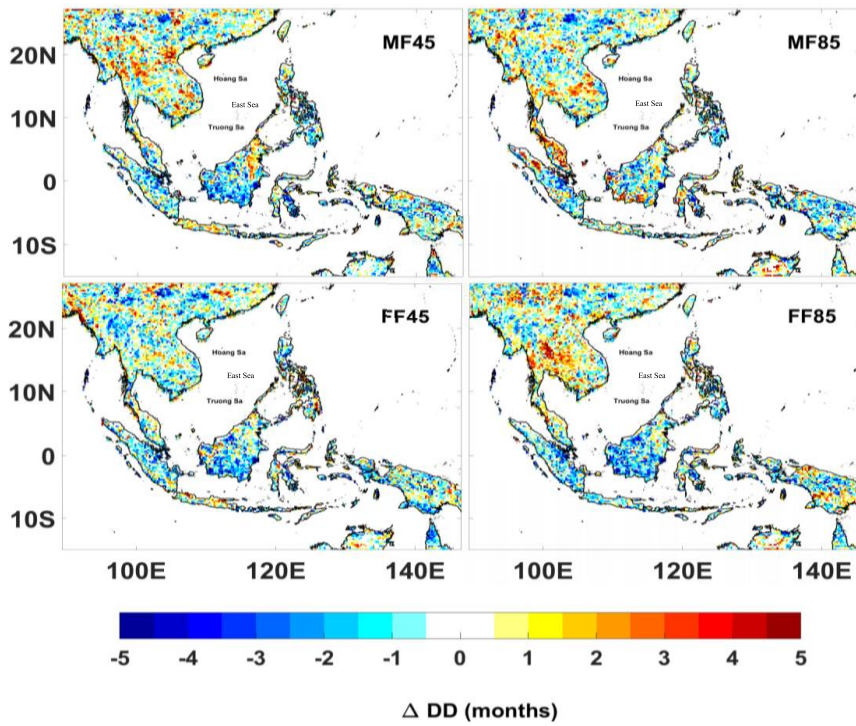 MF45
Hoang Sa
East Sea
Truong Sa
20N
10N
0
10S
MF85
Hoang Sa
East Sea
Truong Sa
FF45
Hoang Sa
East Sea
Truong Sa
20N
10N
0
10S
100E 120E 140E
FF85
Hoang Sa
East Sea
Truong Sa
100E 120E 140E
-5 -4 -3 -2 -1 0 1 2 3 4 5
Δ DD (months)